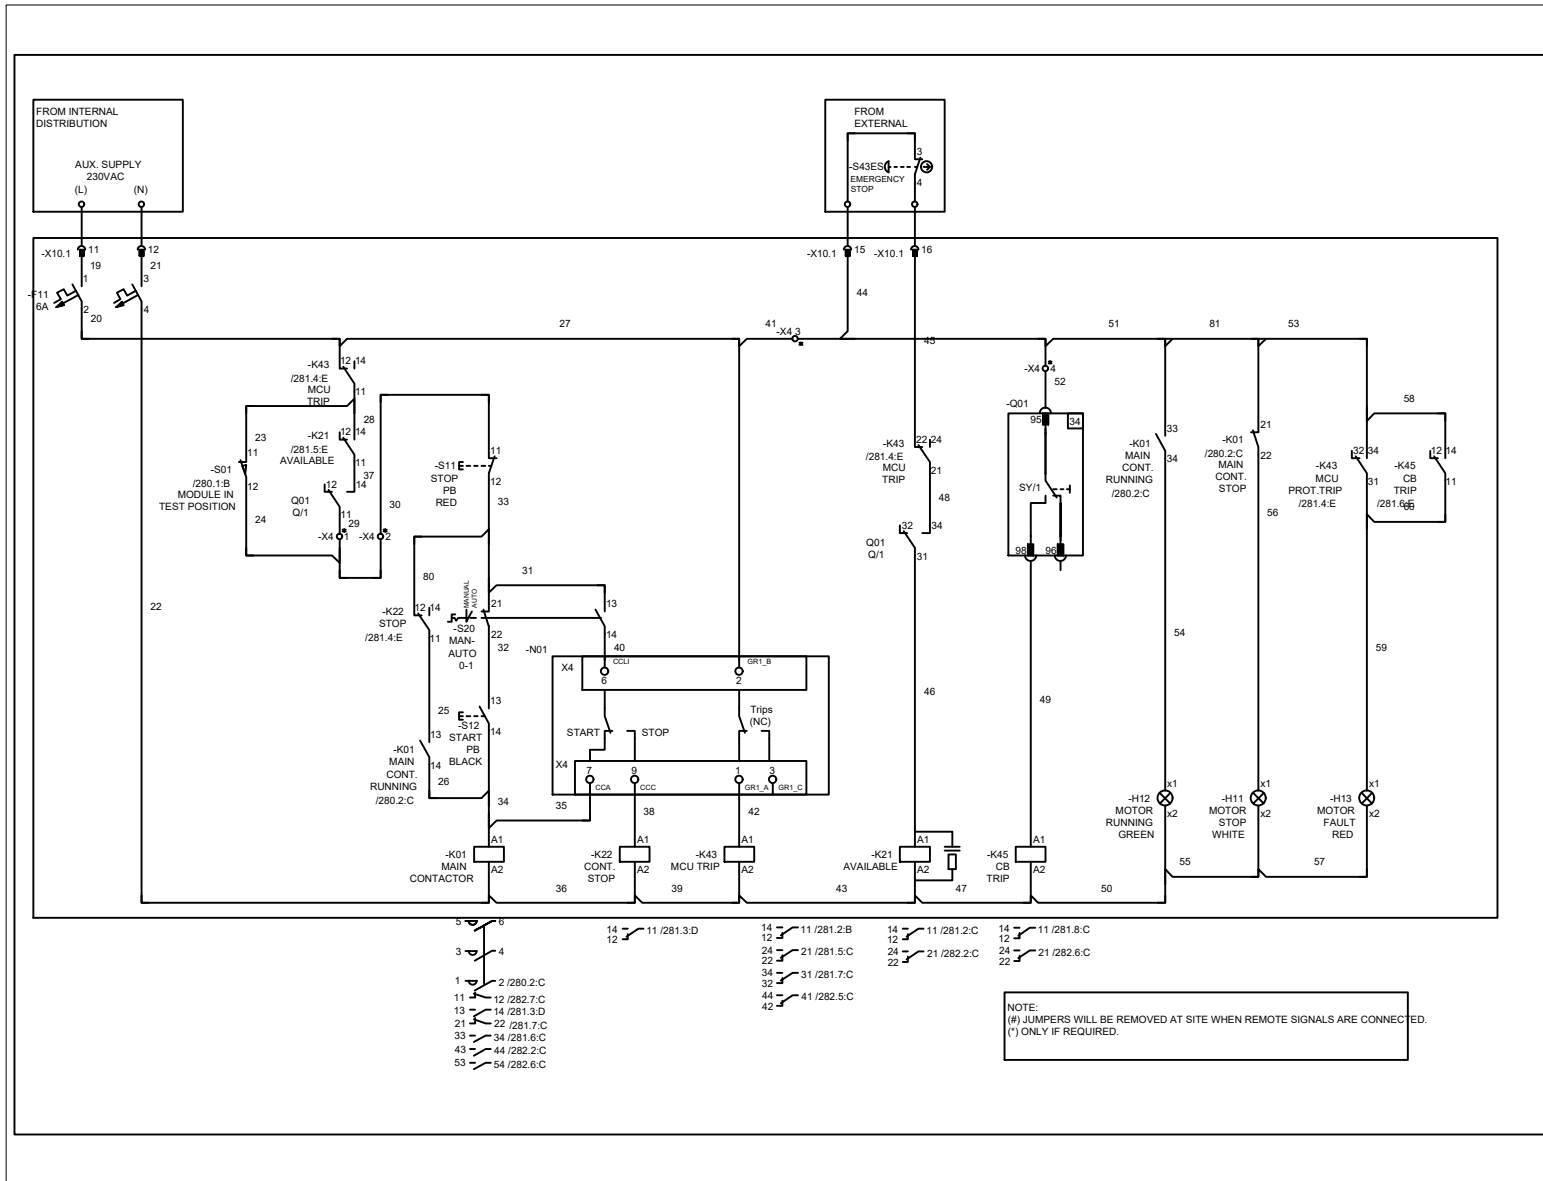 FROM INTERNAL
DISTRIBUTION
AUX. SUPPLY
230VAC
(L)
(N)
FROM
EXTERNAL
3
-S43ES
EMERGENCY
STOP
4
-X10.1
11
12
19
21
-X10.1
15
-X10.1
16
1
3
-F11
6A
2
4
20
44
27
41
-X4
3
*
45
51
81
53
-K43
/281.4:E
MCU
TRIP
12
14
11
28
-K21
/281.5:E
AVAILABLE
12
14
11
37
23
11
-S01
/280.1:B
MODULE IN
TEST POSITION
12
24
Q01
Q/1
12
14
11
29
-X4
1
*
-X4
2
*
30
-S11
STOP
PB
RED
11
12
33
22
80
31
-K22
STOP
/281.4:E
12
14
11
MANUAL
AUTO
-S20
MAN-
AUTO
0-1
21
22
32
13
14
40
-N01
X4
CCLI
6
GR1_B
2
START
STOP
Trips
(NC)
X4
7
9
1
3
CCA
CCC
GR1_A
GR1_C
25
-S12
START
PB
BLACK
13
14
-K01
MAIN
CONT.
RUNNING
/280.2:C
13
14
26
34
35
38
42
-K01
MAIN
CONTACTOR
A1
A2
-K22
CONT.
STOP
A1
A2
-K43
MCU TRIP
A1
A2
36
39
43
-K43
/281.4:E
MCU
TRIP
22
24
21
48
Q01
Q/1
32
34
31
46
-K21
AVAILABLE
A1
A2
47
-X4
4
*
52
-Q01
95
34
SY/1
98
96
49
-K45
CB
TRIP
A1
A2
50
-K01
MAIN
CONT.
RUNNING
/280.2:C
33
34
54
-H12
MOTOR
RUNNING
GREEN
x1
x2
55
-K01
/280.2:C
MAIN
CONT.
STOP
21
22
56
-H11
MOTOR
STOP
WHITE
x1
x2
57
-K43
MCU
PROT.TRIP
/281.4:E
32
34
31
58
-K45
CB
TRIP
/281.6:E
12
14
11
60
59
-H13
MOTOR
FAULT
RED
x1
x2
5
6
3
4
1
2 /280.2:C
11
12 /282.7:C
13
14 /281.3:D
21
22 /281.7:C
33
34 /281.6:C
43
44 /282.2:C
53
54 /282.6:C
14
12
11 /281.3:D
14
12
11 /281.2:B
24
22
21 /281.5:C
34
32
31 /281.7:C
44
42
41 /282.5:C
14
12
11 /281.2:C
24
22
21 /282.2:C
14
12
11 /281.8:C
24
22
21 /282.6:C
NOTE:
(#) JUMPERS WILL BE REMOVED AT SITE WHEN REMOTE SIGNALS ARE CONNECTED.
(*) ONLY IF REQUIRED.